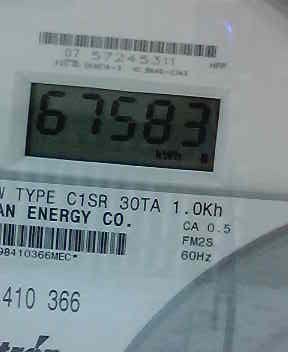 07 57245311
67583
kWh
W TYPE C1SR 30TA 1.0Kh
AN ENERGY CO.
CA 0.5
FM2S
60Hz
98410366MEC*
410 366